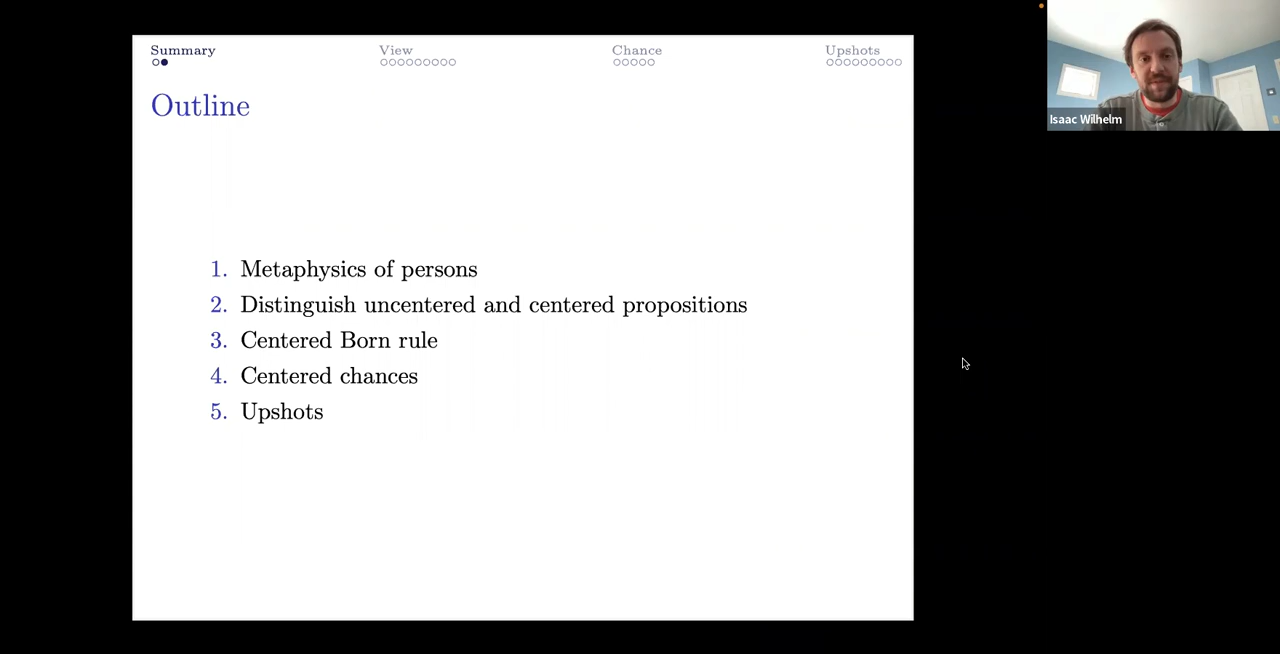 Summary View Chance Upshots
Outline
1. Metaphysics of persons
2. Distinguish uncentered and centered propositions
3. Centered Born rule
4. Centered chances
5. Upshots
Isaac Wilhelm